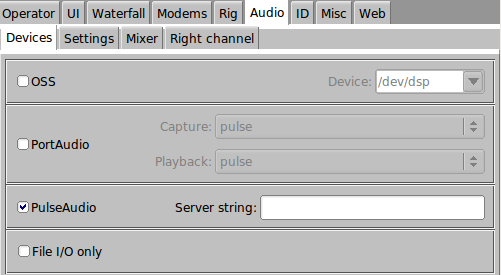 Operator UI Waterfall Modems Rig Audio ID Misc Web
Devices Settings Mixer Right channel
OSS Device: /dev/dsp
Capture: pulse
PortAudio
Playback: pulse
PulseAudio Server string:
File I/O only